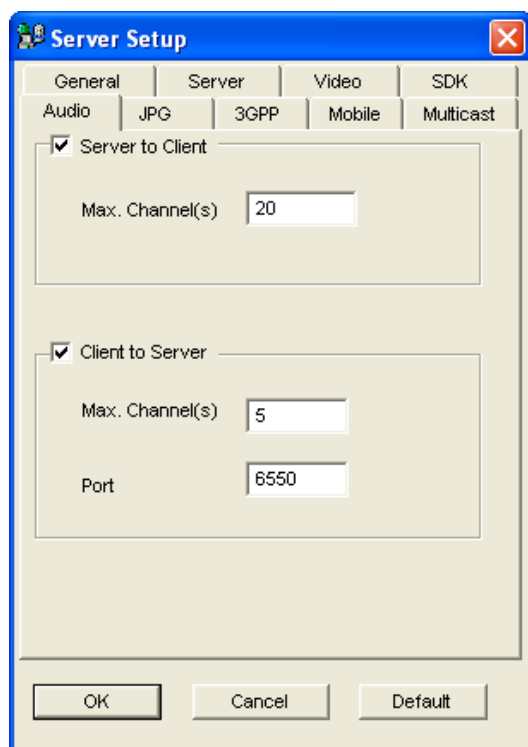 Server Setup
General Server Video SDK
Audio JPG 3GPP Mobile Multicast
Server to Client
Max. Channel(s) 20
Client to Server
Max. Channel(s) 5
Port 6550
OK Cancel Default